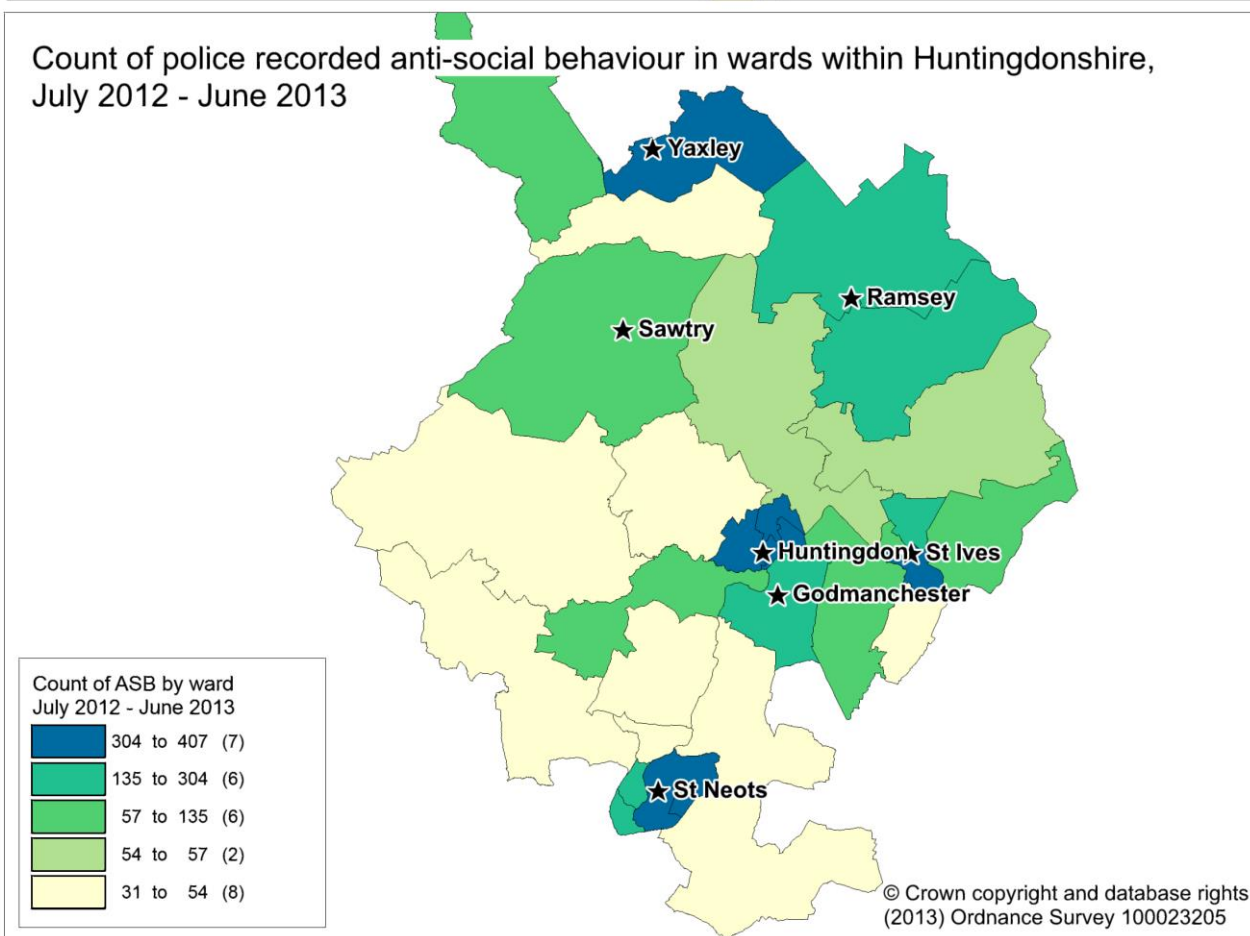 Count of police recorded anti-social behaviour in wards within Huntingdonshire,
July 2012 - June 2013
Yaxley
Ramsey
Sawtry
Huntingdon
St Ives
Godmanchester
St Neots
Count of ASB by ward
July 2012 - June 2013
304 to 407 (7)
135 to 304 (6)
57 to 135 (6)
54 to 57 (2)
31 to 54 (8)
© Crown copyright and database rights
(2013) Ordnance Survey 100023205